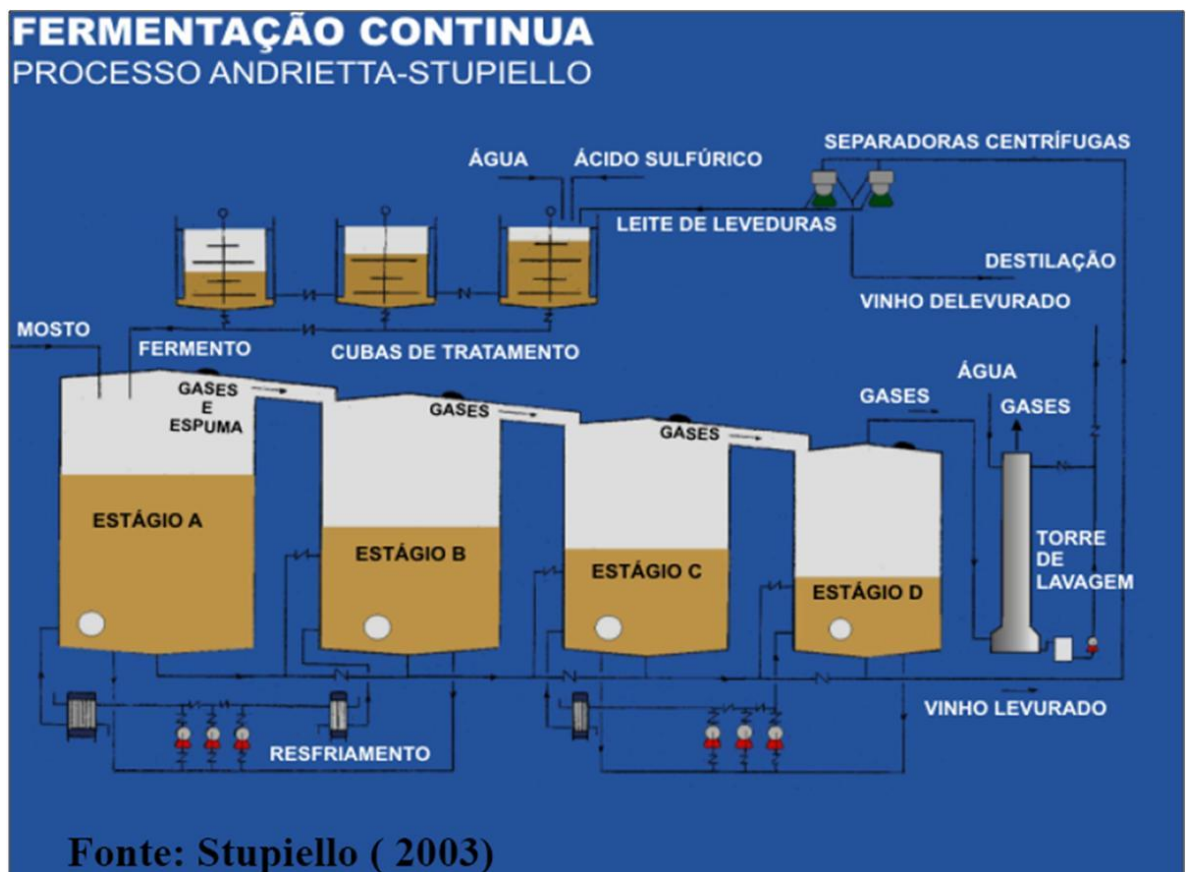 FERMENTAÇÃO CONTINUA
PROCESSO ANDRIETTA-STUPIELLO
SEPARADORAS CENTRÍFUGAS
ÁGUA
ÁCIDO SULFÚRICO
LEITE DE LEVEDURAS
DESTILAÇÃO
VINHO DELEVURADO
MOSTO
FERMENTO
CUBAS DE TRATAMENTO
GASES
E
ESPUMA
GASES
GASES
GASES
ÁGUA
GASES
ESTÁGIO A
ESTÁGIO B
ESTÁGIO C
ESTÁGIO D
TORRE
DE
LAVAGEM
RESFRIAMENTO
VINHO LEVURADO
Fonte: Stupiello ( 2003)